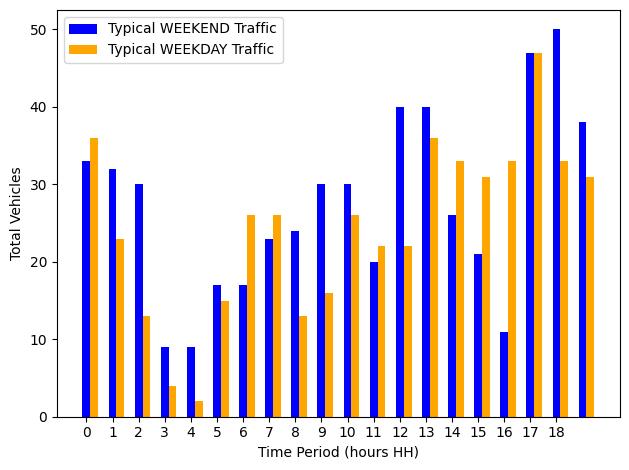 Typical WEEKEND Traffic
Typical WEEKDAY Traffic
50
40
30
20
10
0
Total Vehicles
0 1 2 3 4 5 6 7 8 9 10 11 12 13 14 15 16 17 18
Time Period (hours HH)